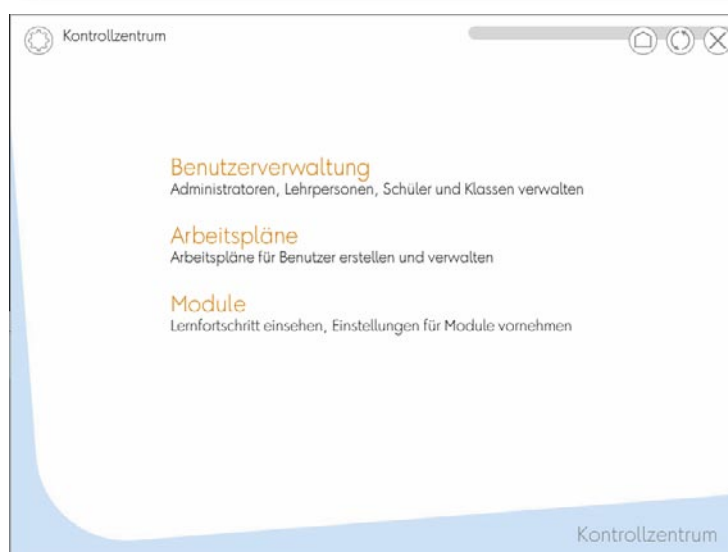 Kontrollzentrum
Benutzerverwaltung
Administratoren, Lehrpersonen, Schüler und Klassen verwalten
Arbeitspläne
Arbeitspläne für Benutzer erstellen und verwalten
Module
Lernfortschritt einsehen, Einstellungen für Module vornehmen
Kontrollzentrum